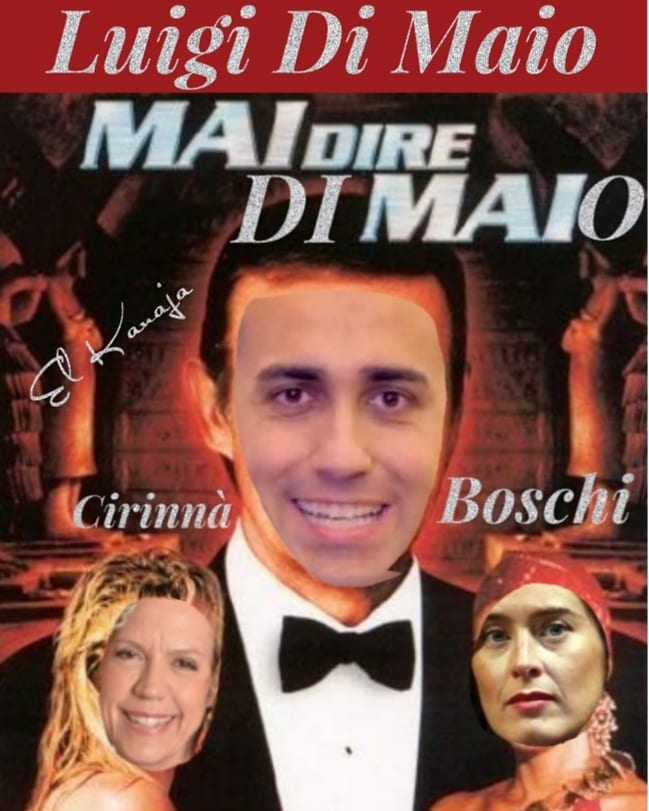 Luigi Di Maio
MAI DIRE
DI MAIO
El Kanaja
Cirinnà
Boschi